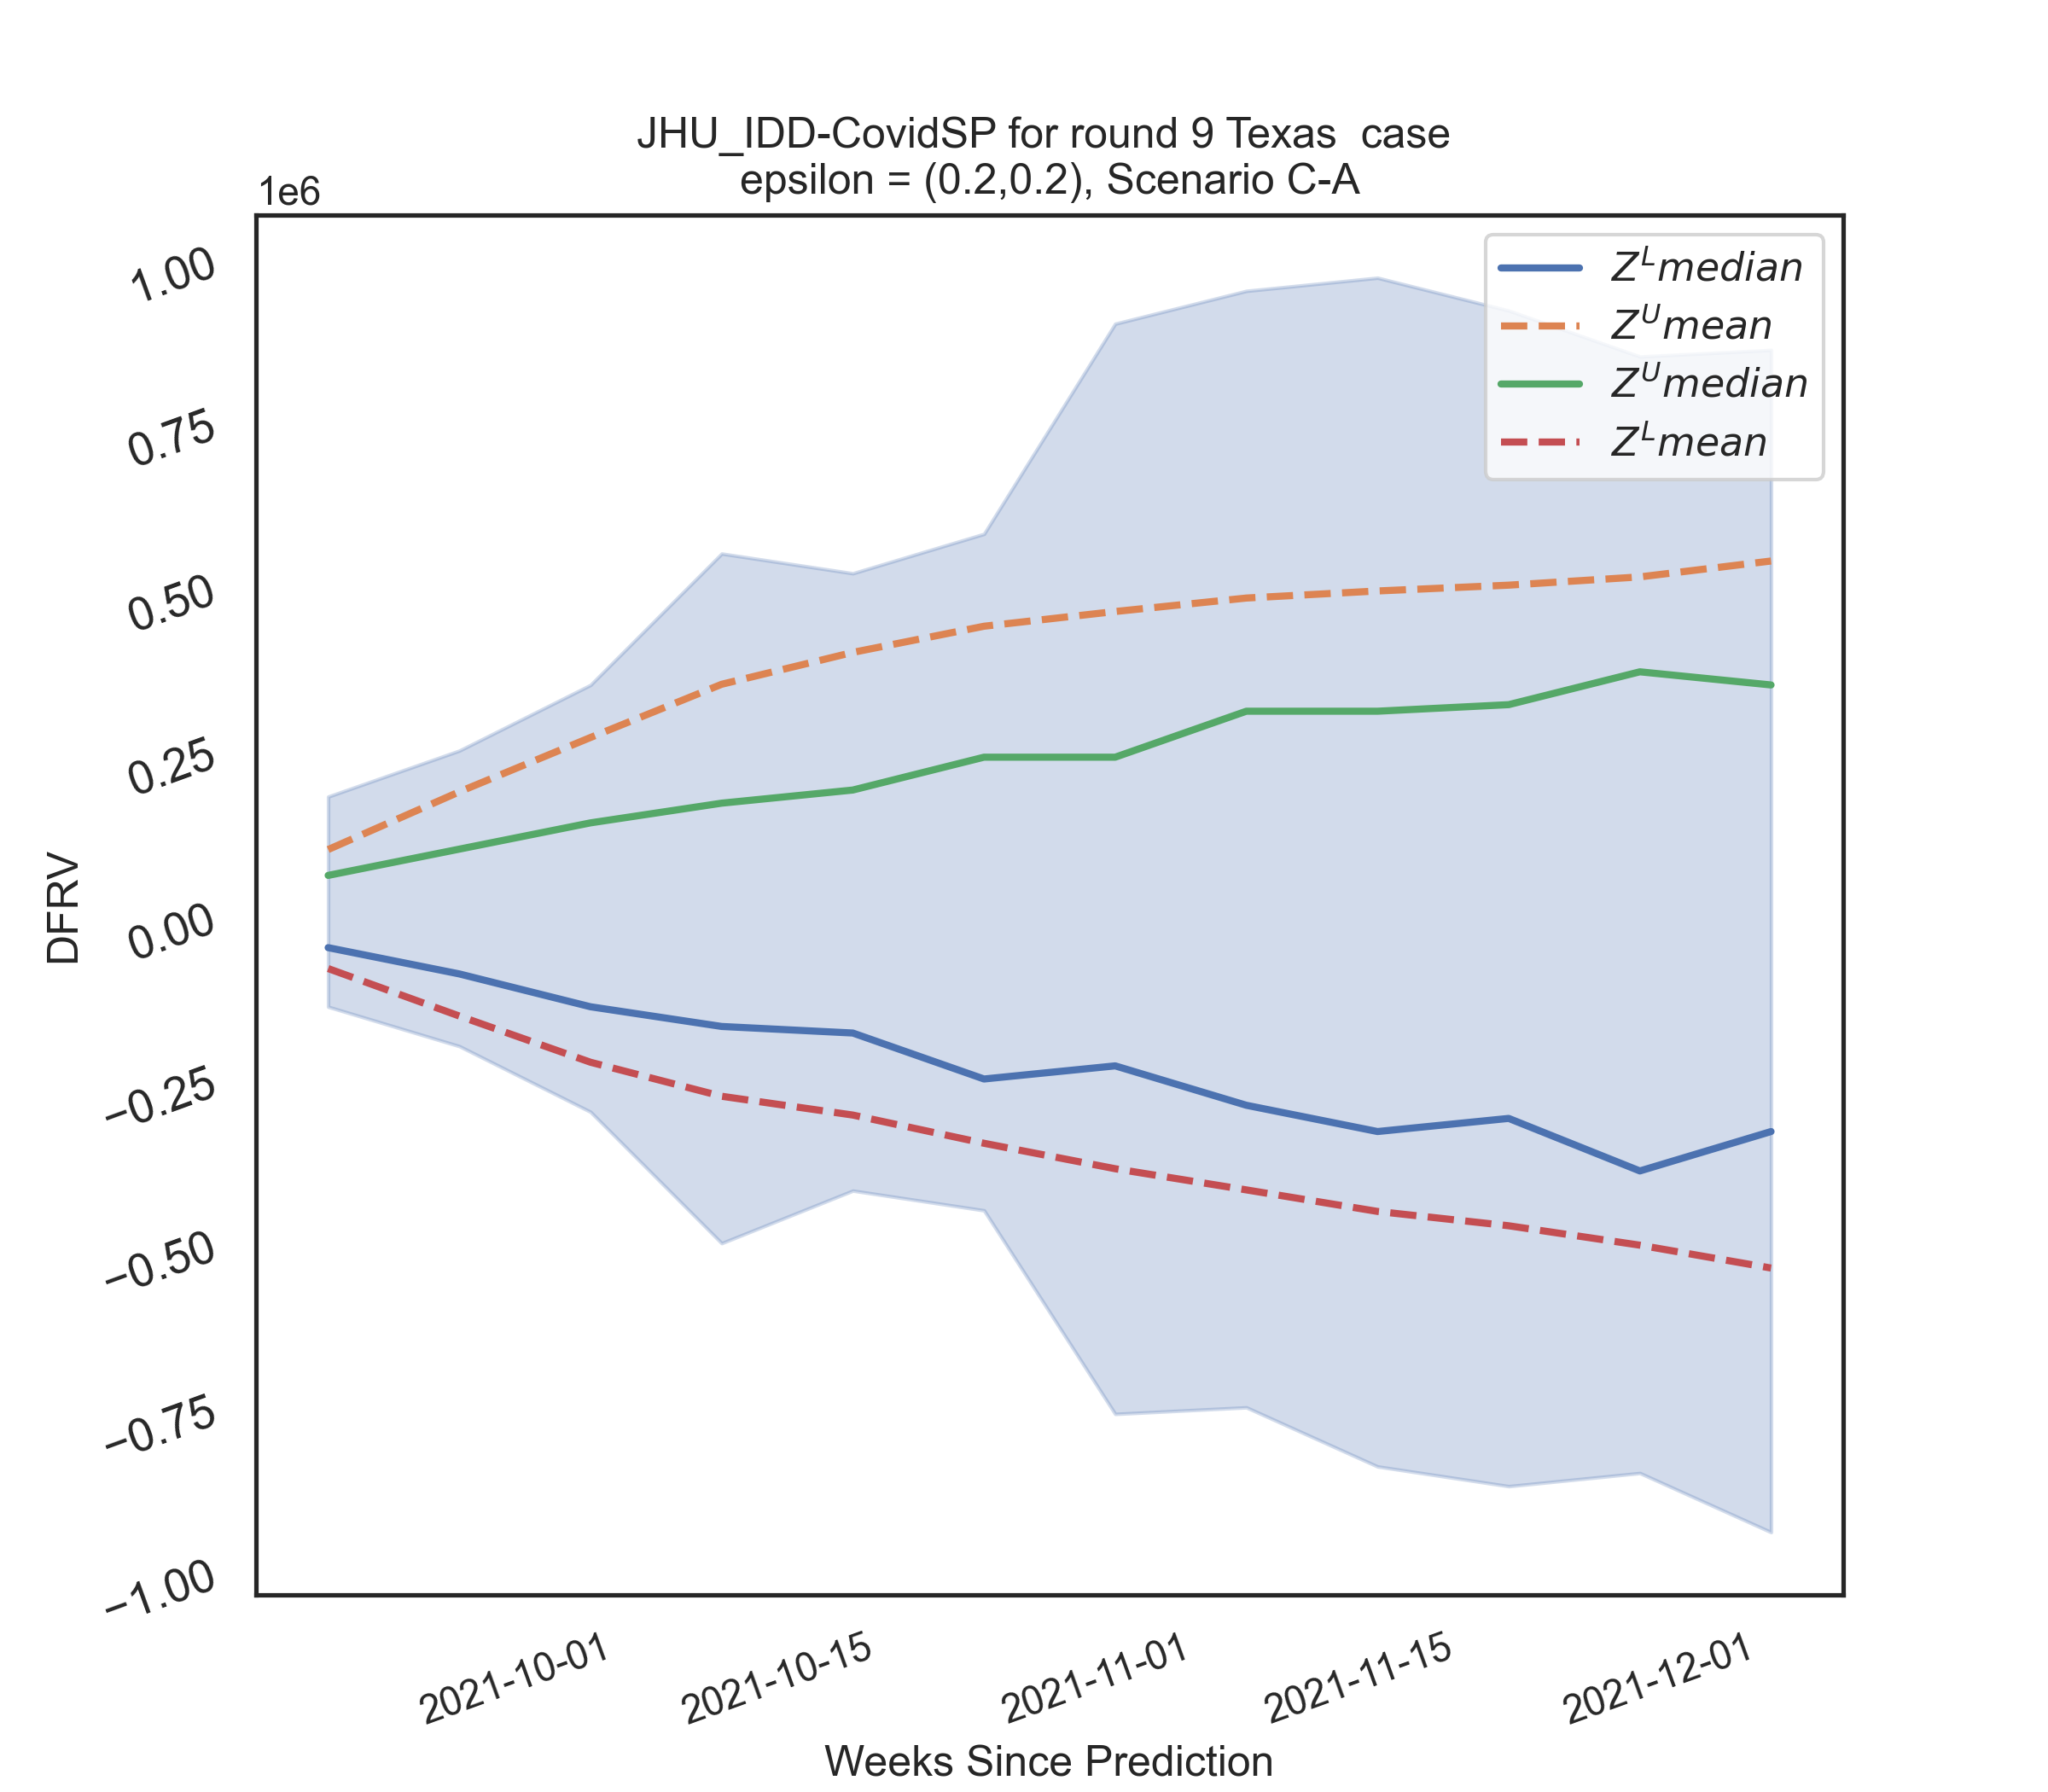 JHU_IDD-CovidSP for round 9 Texas  case
epsilon = (0.2,0.2), Scenario C-A
1e6
Z^L median
Z^U mean
Z^U median
Z^L mean
1.00
0.75
0.50
0.25
0.00
−0.25
−0.50
−0.75
−1.00
DFRV
2021-10-01
2021-10-15
2021-11-01
2021-11-15
2021-12-01
Weeks Since Prediction